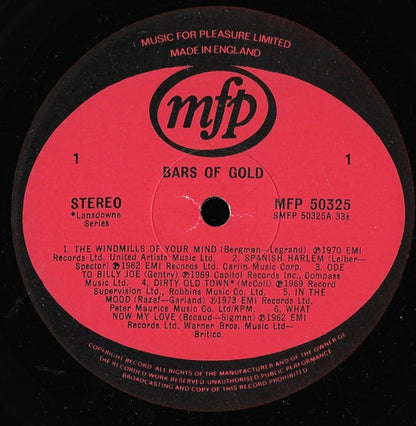 MUSIC FOR PLEASURE LIMITED
MADE IN ENGLAND
mfp
BARS OF GOLD
1
1
STEREO
*Lansdowne
Series
MFP 50325
SMFP 50325A 33⅓
1. THE WINDMILLS OF YOUR MIND (Bergman—Legrand) ℗1970 EMI
Records Ltd. United Artists Music Ltd. 2. SPANISH HARLEM (Leiber—
Spector) ℗1962 EMI Records Ltd. Carlin Music Corp. 3. ODE
TO BILLY JOE (Gentry) ℗1969 Capitol Records Inc., Compass
Music Ltd. 4. DIRTY OLD TOWN* (McColl) ℗1969 Record
Supervision Ltd., Robbins Music Co. Ltd. 5. IN THE
MOOD (Razaf—Garland) ℗1973 EMI Records Ltd.
Peter Maurice Music Co. Ltd/KPM. 6. WHAT
NOW MY LOVE (Becaud—Sigman) ℗1962 EMI
Records Ltd. Warner Bros. Music Ltd—
Britico.
COPYRIGHT RECORD ALL RIGHTS OF THE MANUFACTURER AND OF THE OWNER OF
THE RECORDED WORK RESERVED. UNAUTHORISED PUBLIC PERFORMANCE
BROADCASTING AND COPY OF THIS RECORD PROHIBITED.